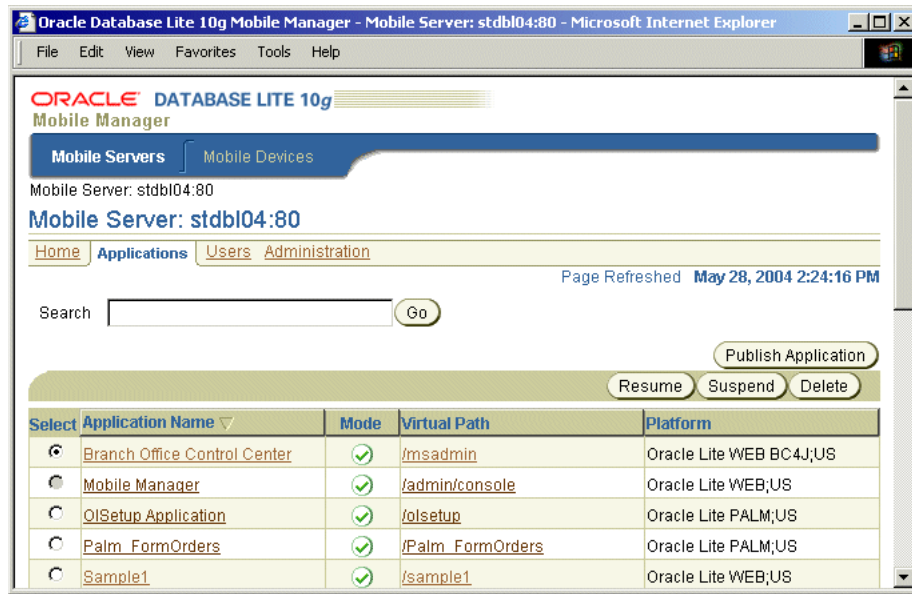 Oracle Database Lite 10g Mobile Manager - Mobile Server: stdbl04:80 - Microsoft Internet Explorer
File Edit View Favorites Tools Help
ORACLE DATABASE LITE 10g
Mobile Manager
Mobile Servers Mobile Devices
Mobile Server: stdbl04:80
Mobile Server: stdbl04:80
Home Applications Users Administration
Page Refreshed May 28, 2004 2:24:16 PM
Search Go
Publish Application
Resume Suspend Delete
Select Application Name Mode Virtual Path Platform
Branch Office Control Center /msadmin Oracle Lite WEB BC4J;US
Mobile Manager /admin/console Oracle Lite WEB;US
OlSetup Application /olsetup Oracle Lite PALM;US
Palm_FormOrders /Palm_FormOrders Oracle Lite PALM;US
Sample1 /sample1 Oracle Lite WEB;US